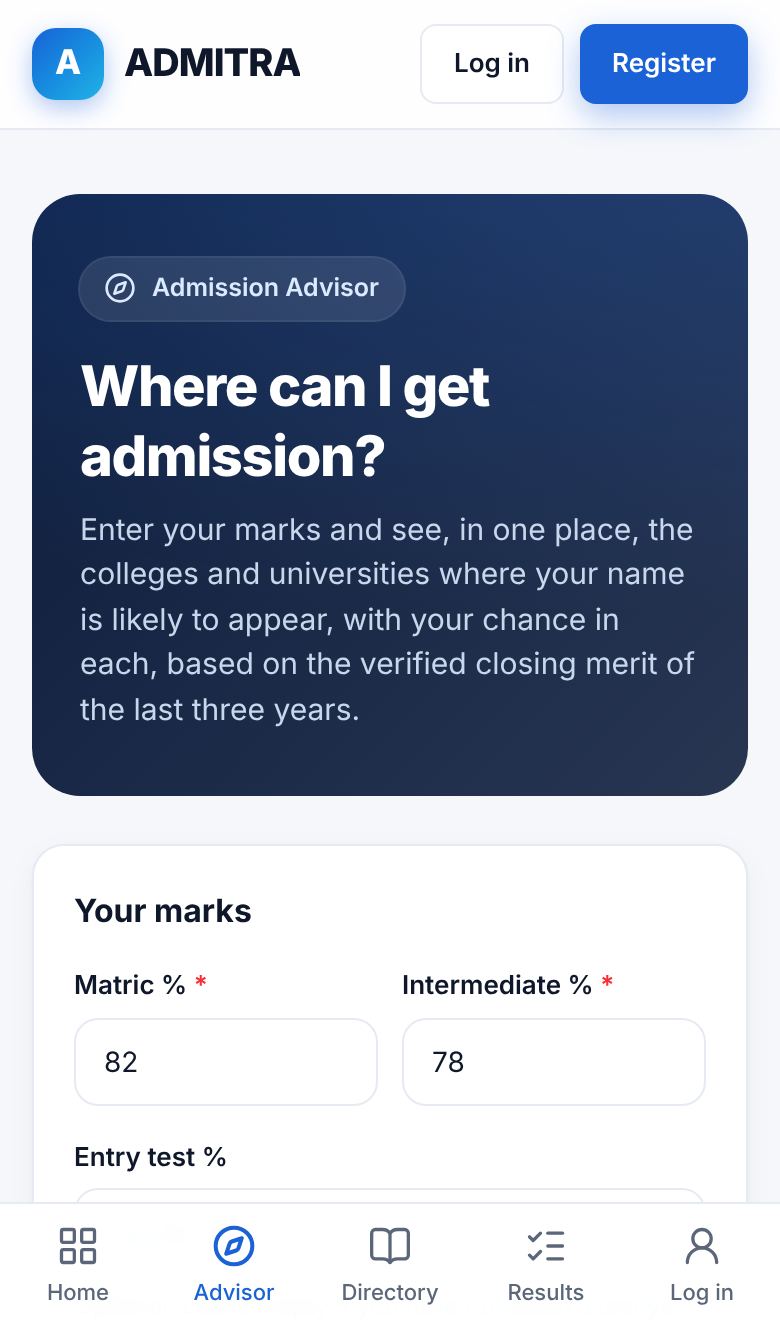 A ADMITRA Log in Register
Admission Advisor
Where can I get
admission?
Enter your marks and see, in one place, the
colleges and universities where your name
is likely to appear, with your chance in
each, based on the verified closing merit of
the last three years.
Your marks
Matric % * Intermediate % *
82 78
Entry test %
Home Advisor Directory Results Log in